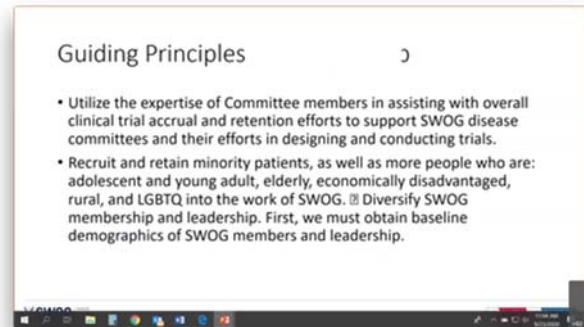 Guiding Principles
• Utilize the expertise of Committee members in assisting with overall
clinical trial accrual and retention efforts to support SWOG disease
committees and their efforts in designing and conducting trials.
• Recruit and retain minority patients, as well as more people who are:
adolescent and young adult, elderly, economically disadvantaged,
rural, and LGBTQ into the work of SWOG. ⍰ Diversify SWOG
membership and leadership. First, we must obtain baseline
demographics of SWOG members and leadership.